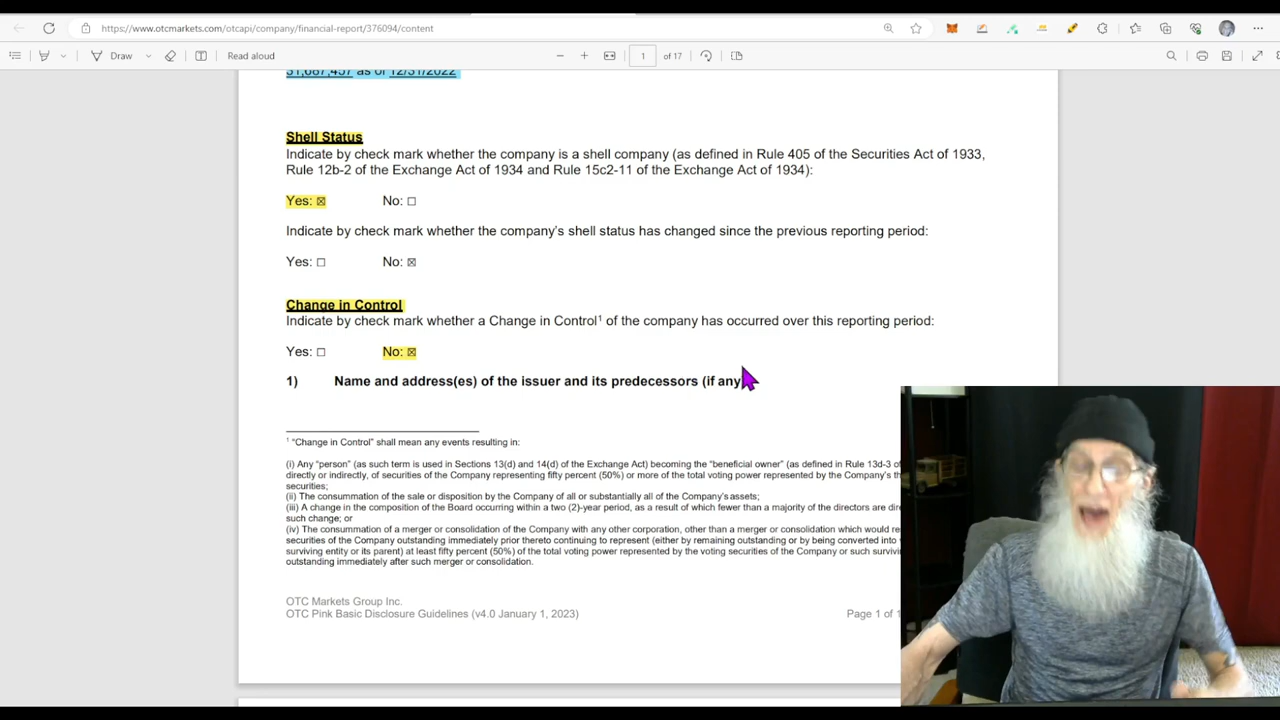 https://www.otcmarkets.com/otcapi/company/financial-report/376094/content
Draw
Read aloud
1
of 17
31,687,457 as of 12/31/2022
Shell Status
Indicate by check mark whether the company is a shell company (as defined in Rule 405 of the Securities Act of 1933,
Rule 12b-2 of the Exchange Act of 1934 and Rule 15c2-11 of the Exchange Act of 1934):
Yes: ☒ No: ☐
Indicate by check mark whether the company's shell status has changed since the previous reporting period:
Yes: ☐ No: ☒
Change in Control
Indicate by check mark whether a Change in Control¹ of the company has occurred over this reporting period:
Yes: ☐ No: ☒
1) Name and address(es) of the issuer and its predecessors (if any
¹ "Change in Control" shall mean any events resulting in:
(i) Any "person" (as such term is used in Sections 13(d) and 14(d) of the Exchange Act) becoming the "beneficial owner" (as defined in Rule 13d-3 of
directly or indirectly, of securities of the Company representing fifty percent (50%) or more of the total voting power represented by the Company's
securities;
(ii) The consummation of the sale or disposition by the Company of all or substantially all of the Company's assets;
(iii) A change in the composition of the Board occurring within a two (2)-year period, as a result of which fewer than a majority of the directors are
such change; or
(iv) The consummation of a merger or consolidation of the Company with any other corporation, other than a merger or consolidation which would
securities of the Company outstanding immediately prior thereto continuing to represent (either by remaining outstanding or by being converted into
surviving entity or its parent) at least fifty percent (50%) of the total voting power represented by the voting securities of the Company or such
outstanding immediately after such merger or consolidation.
OTC Markets Group Inc.
OTC Pink Basic Disclosure Guidelines (v4.0 January 1, 2023)
Page 1 of